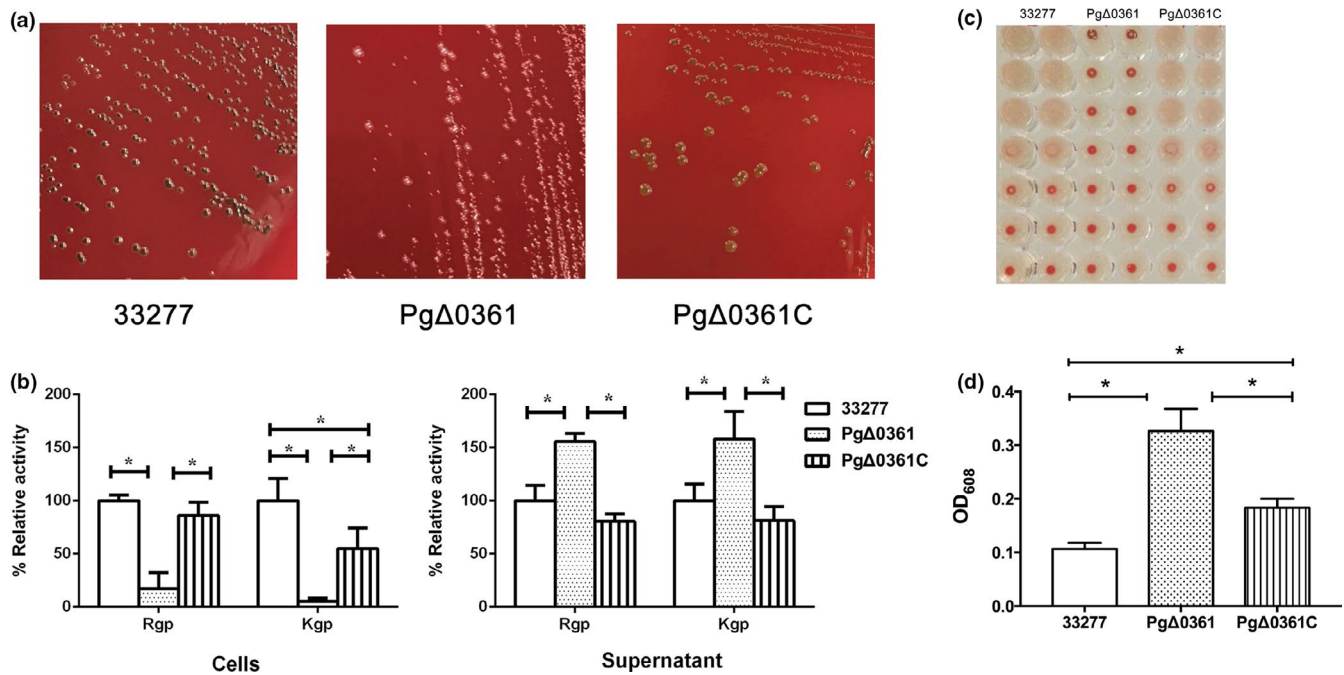 (a)
33277
PgΔ0361
PgΔ0361C
(b)
% Relative activity
200
150
100
50
0
*
*
*
*
*
Rgp
Kgp
Cells
% Relative activity
200
150
100
50
0
*
*
*
*
Rgp
Kgp
Supernatant
33277
PgΔ0361
PgΔ0361C
(c)
33277
PgΔ0361
PgΔ0361C
(d)
OD608
0.4
0.3
0.2
0.1
0.0
*
*
*
33277
PgΔ0361
PgΔ0361C